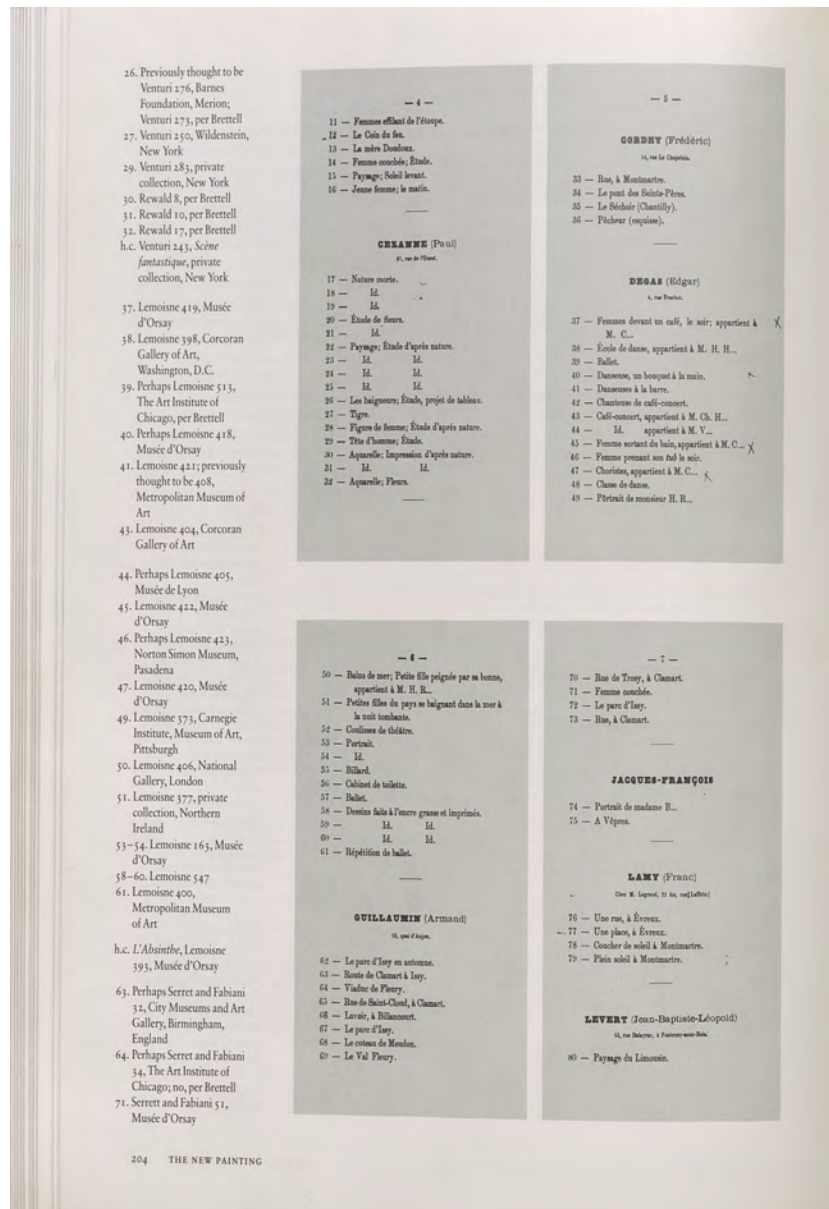 26. Previously thought to be
Venturi 276, Barnes
Foundation, Merion;
Venturi 273, per Brettell
27. Venturi 250, Wildenstein,
New York
29. Venturi 283, private
collection, New York
30. Rewald 8, per Brettell
31. Rewald 10, per Brettell
32. Rewald 17, per Brettell
h.c. Venturi 243, Scène
fantastique, private
collection, New York
37. Lemoisne 419, Musée
d'Orsay
38. Lemoisne 398, Corcoran
Gallery of Art,
Washington, D.C.
39. Perhaps Lemoisne 513,
The Art Institute of
Chicago, per Brettell
40. Perhaps Lemoisne 418,
Musée d'Orsay
41. Lemoisne 421; previously
thought to be 408,
Metropolitan Museum of
Art
43. Lemoisne 404, Corcoran
Gallery of Art
44. Perhaps Lemoisne 405,
Musée de Lyon
45. Lemoisne 422, Musée
d'Orsay
46. Perhaps Lemoisne 423,
Norton Simon Museum,
Pasadena
47. Lemoisne 420, Musée
d'Orsay
49. Lemoisne 373, Carnegie
Institute, Museum of Art,
Pittsburgh
50. Lemoisne 406, National
Gallery, London
51. Lemoisne 377, private
collection, Northern
Ireland
53–54. Lemoisne 163, Musée
d'Orsay
58–60. Lemoisne 547
61. Lemoisne 400,
Metropolitan Museum
of Art
h.c. L'Absinthe, Lemoisne
393, Musée d'Orsay
63. Perhaps Serret and Fabiani
32, City Museums and Art
Gallery, Birmingham,
England
64. Perhaps Serret and Fabiani
34, The Art Institute of
Chicago; no, per Brettell
71. Serrett and Fabiani 51,
Musée d'Orsay
— 4 —
11 — Femmes effilant de l'étoupe.
12 — Le Coin du feu.
13 — La mère Doudoux.
14 — Femme couchée; Étude.
15 — Paysage; Soleil levant.
16 — Jeune femme; le matin.
CEZANNE (Paul)
67, rue de l'Ouest.
17 — Nature morte.
18 — Id.
19 — Id.
20 — Étude de fleurs.
21 — Id.
22 — Paysage; Étude d'après nature.
23 — Id. Id.
24 — Id. Id.
25 — Id. Id.
26 — Les baigneurs; Étude, projet de tableau.
27 — Tigre.
28 — Figure de femme; Étude d'après nature.
29 — Tête d'homme; Étude.
30 — Aquarelle; Impression d'après nature.
31 — Id. Id.
32 — Aquarelle; Fleurs.
— 5 —
CORDEY (Frédéric)
rue La
33 — Rue, à Montmartre.
34 — Le pont des Saints-Pères.
35 — Le Séchoir (Chantilly).
36 — Pêcheur (esquisse).
DEGAS (Edgar)
4, rue Frochot.
37 — Femmes devant un café, le soir; appartient à
M. C...
38 — École de danse, appartient à M. H. H...
39 — Ballet.
40 — Danseuse, un bouquet à la main.
41 — Danseuses à la barre.
42 — Chanteuse de café-concert.
43 — Café-concert, appartient à M. Ch. H...
44 — Id. appartient à M. V...
45 — Femme sortant du bain, appartient à M. C...
46 — Femme prenant son tub le soir.
47 — Choristes, appartient à M. C...
48 — Classe de danse.
49 — Pôrtrait de monsieur H. R...
— 6 —
50 — Bains de mer; Petite fille peignée par sa bonne,
appartient à M. H. R...
51 — Petites filles du pays se baignant dans la mer à
la nuit tombante.
52 — Coulisses de théâtre.
53 — Portrait.
54 — Id.
55 — Billard.
56 — Cabinet de toilette.
57 — Ballet.
58 — Dessins faits à l'encre grasse et imprimés.
59 — Id. Id.
60 — Id. Id.
61 — Répétition de ballet.
GUILLAUMIN (Armand)
quai d'Anjou.
62 — Le parc d'Issy en automne.
63 — Route de Clamart à Issy.
64 — Viaduc de Fleury.
65 — Rue de Saint-Cloud, à Clamart.
66 — Lavoir, à Billancourt.
67 — Le parc d'Issy.
68 — Le coteau de Meudon.
69 — Le Val Fleury.
— 7 —
70 — Rue de Trosy, à Clamart.
71 — Femme couchée.
72 — Le parc d'Issy.
73 — Rue, à Clamart.
JACQUES-FRANÇOIS
74 — Portrait de madame B...
75 — A Vêpres.
LAMY (Franc)
Chez M. Legrand, bis, rue Laffitte.
76 — Une rue, à Évreux.
77 — Une place, à Évreux.
78 — Coucher de soleil à Montmartre.
79 — Plein soleil à Montmartre.
LEVERT (Jean-Baptiste-Léopold)
rue à Fontenay-sous-Bois.
80 — Paysage du Limousin.
204 THE NEW PAINTING